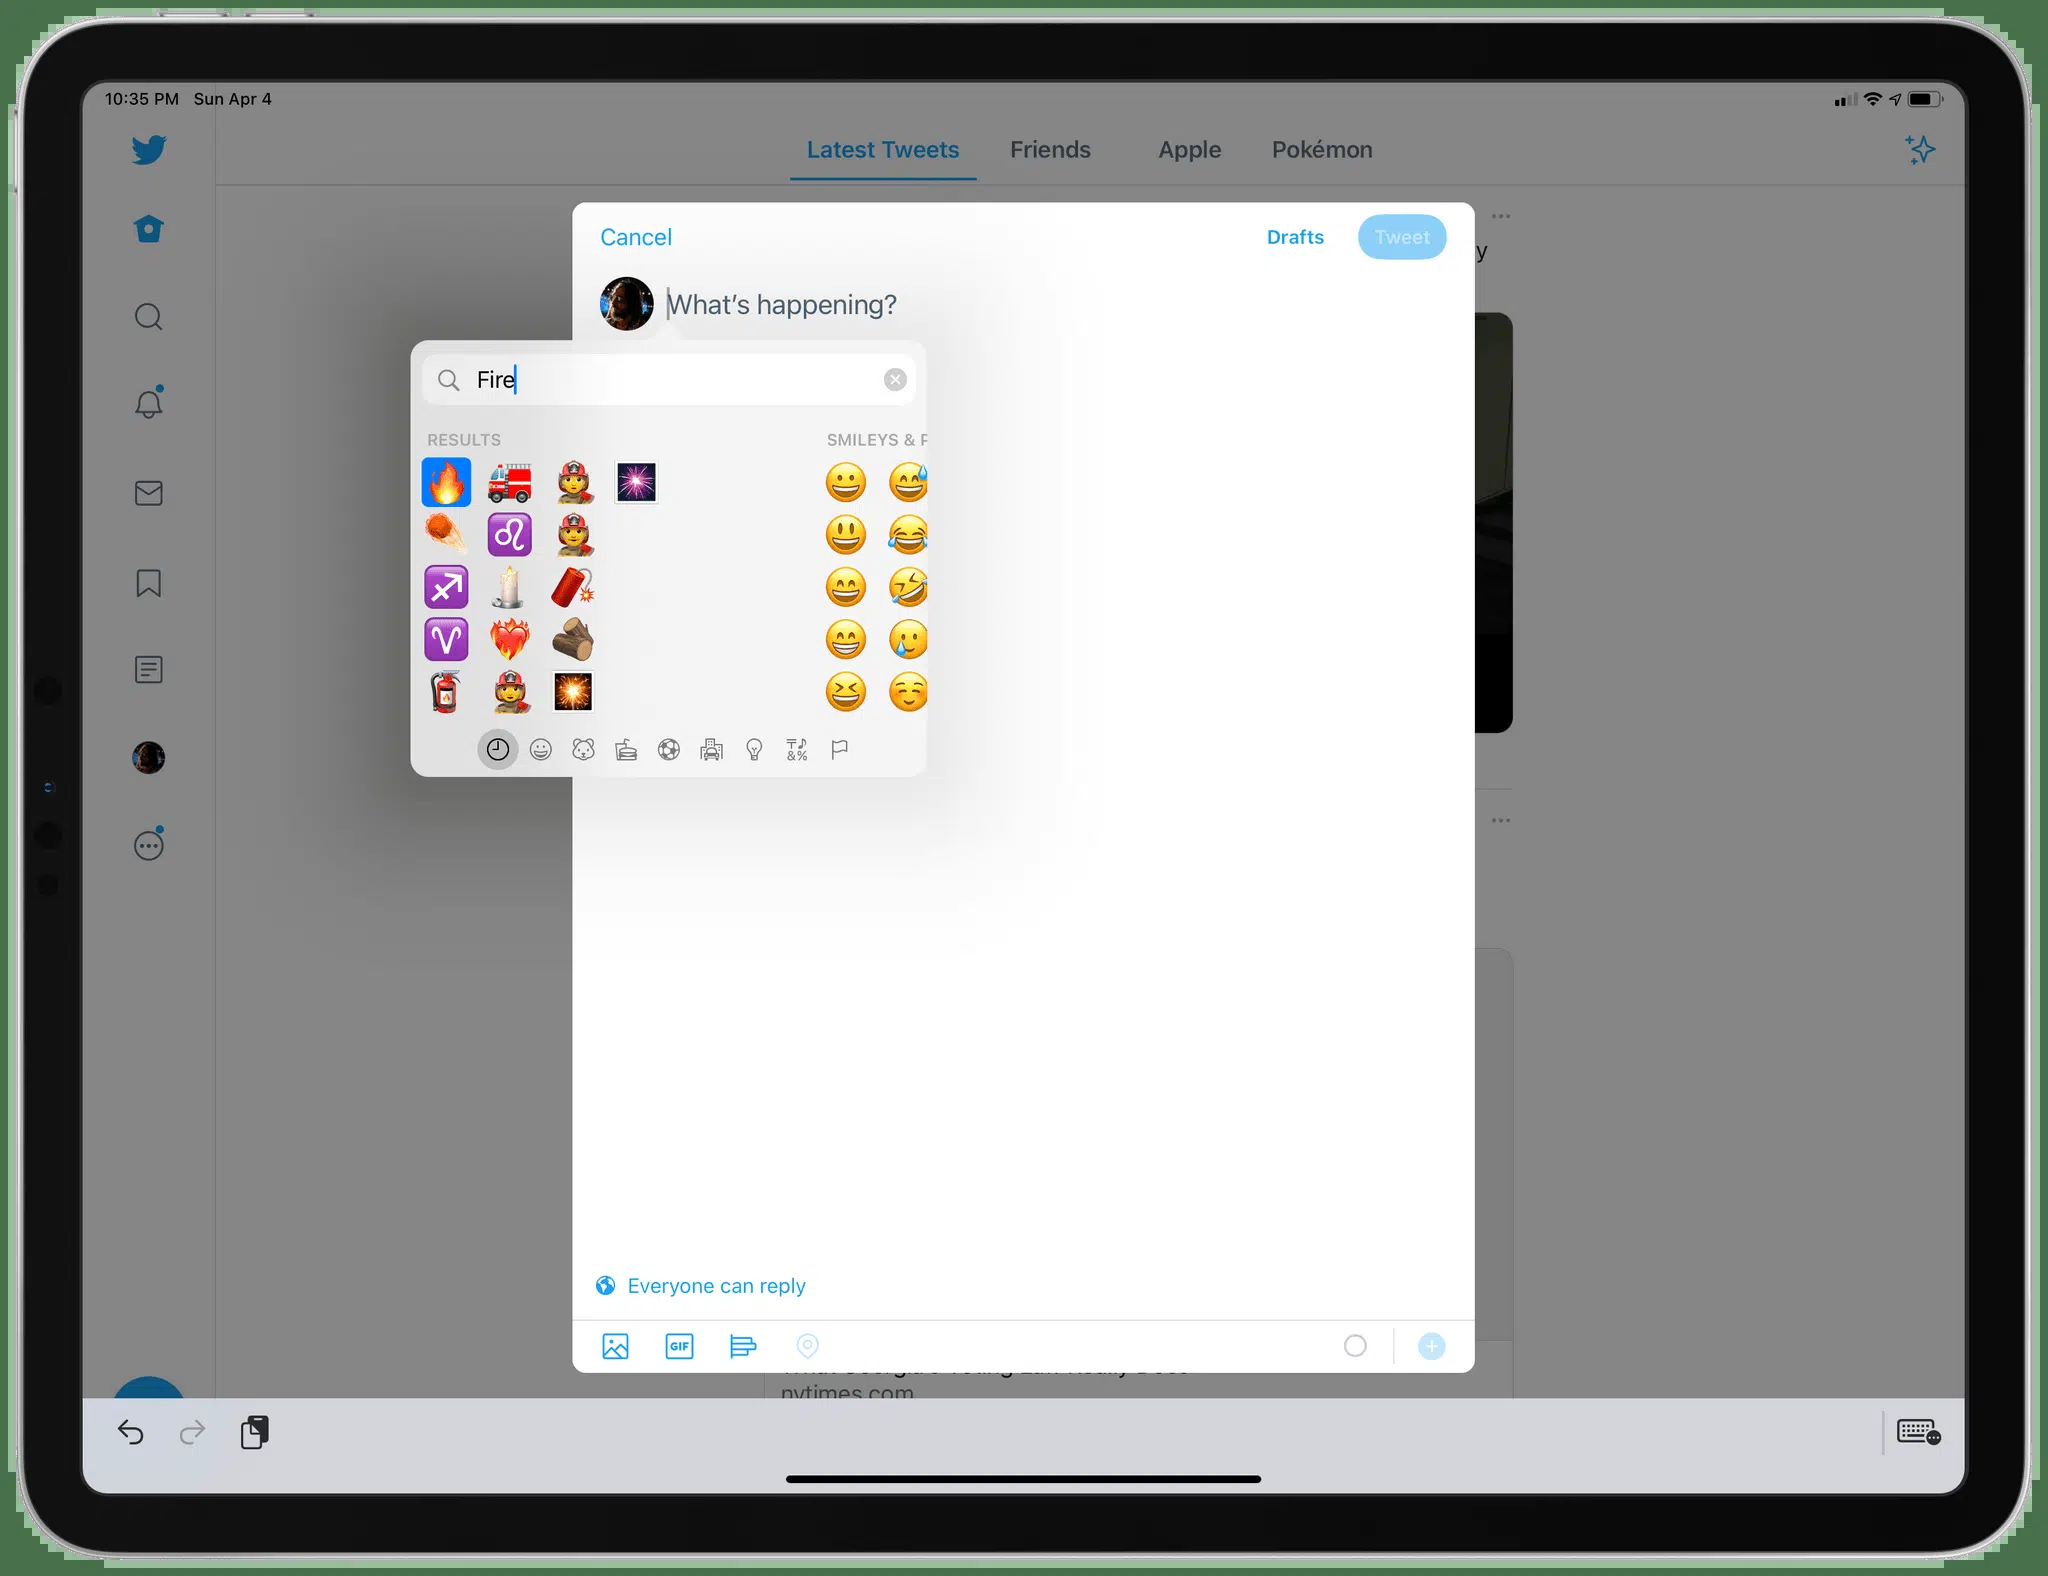 10:35 PM Sun Apr 4
Latest Tweets Friends Apple Pokémon
Cancel Drafts Tweet
y
What's happening?
Fire
RESULTS SMILEYS &
Everyone can reply
GIF
nytimes.com